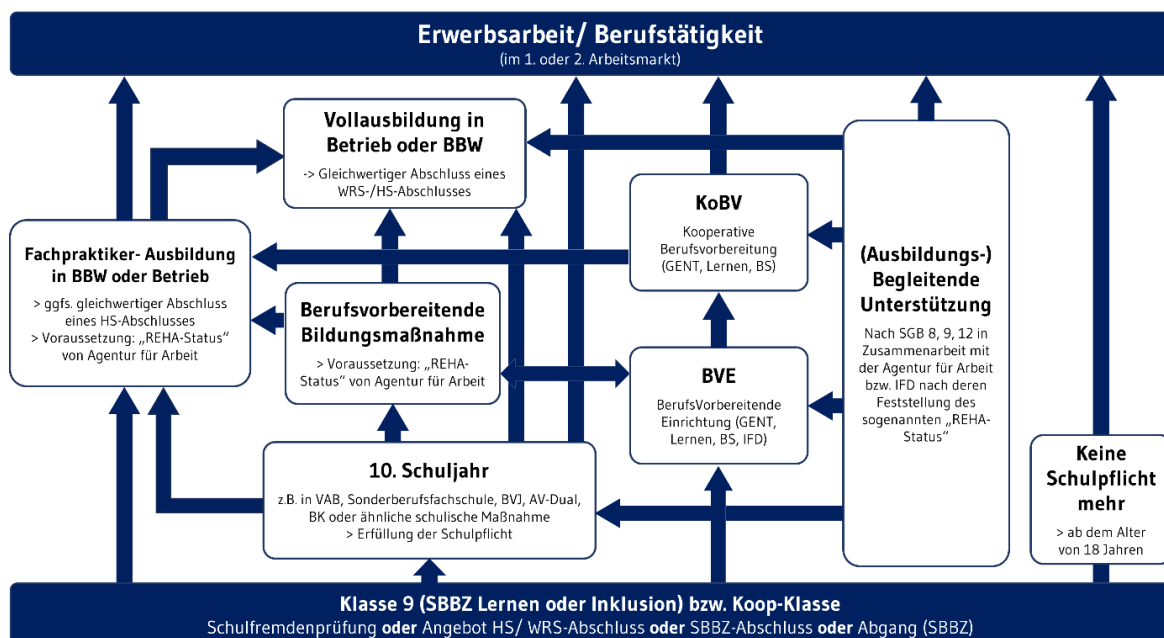 Erwerbsarbeit/ Berufstätigkeit
(im 1. oder 2. Arbeitsmarkt)
Vollausbildung in
Betrieb oder BBW
-> Gleichwertiger Abschluss eines
WRS-/HS-Abschlusses
KoBV
Kooperative
Berufsvorbereitung
(GENT, Lernen, BS)
(Ausbildungs-)
Begleitende
Unterstützung
Nach SGB 8, 9, 12 in
Zusammenarbeit mit
der Agentur für Arbeit
bzw. IFD nach deren
Feststellung des
sogenannten „REHA-
Status“
Fachpraktiker- Ausbildung
in BBW oder Betrieb
> ggfs. gleichwertiger Abschluss
eines HS-Abschlusses
> Voraussetzung: „REHA-Status“
von Agentur für Arbeit
Berufsvorbereitende
Bildungsmaßnahme
> Voraussetzung: „REHA-
Status“ von Agentur für Arbeit
BVE
BerufsVorbereitende
Einrichtung (GENT,
Lernen, BS, IFD)
10. Schuljahr
z.B. in VAB, Sonderberufsfachschule, BVJ, AV-Dual,
BK oder ähnliche schulische Maßnahme
> Erfüllung der Schulpflicht
Keine
Schulpflicht
mehr
> ab dem Alter
von 18 Jahren
Klasse 9 (SBBZ Lernen oder Inklusion) bzw. Koop-Klasse
Schulfremdenprüfung oder Angebot HS/ WRS-Abschluss oder SBBZ-Abschluss oder Abgang (SBBZ)